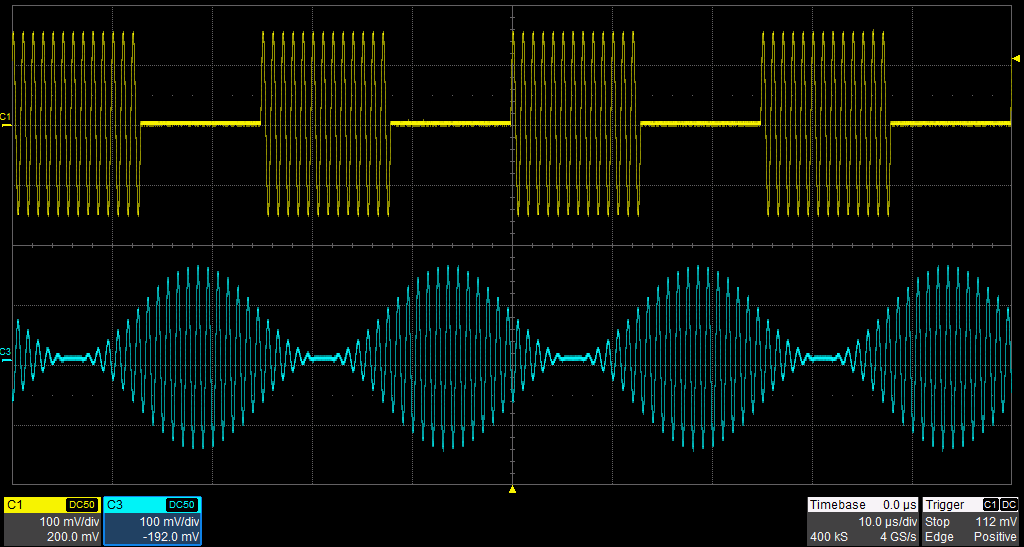 C1
C3
C1 DC50
100 mV/div
200.0 mV
C3 DC50
100 mV/div
-192.0 mV
Timebase 0.0 µs
10.0 µs/div
400 kS 4 GS/s
Trigger C1 DC
Stop 112 mV
Edge Positive